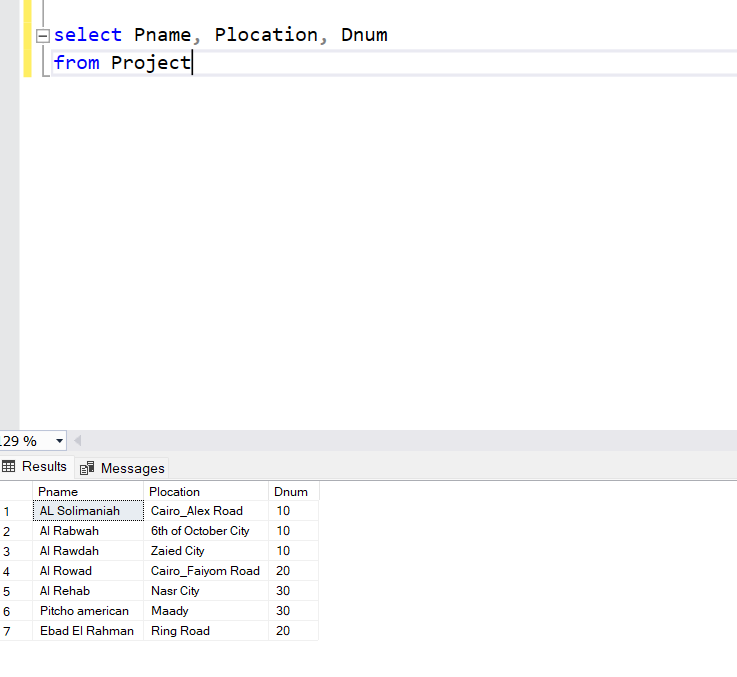 select Pname, Plocation, Dnum
from Project
129 %
Results Messages
Pname Plocation Dnum
1 AL Solimaniah Cairo_Alex Road 10
2 Al Rabwah 6th of October City 10
3 Al Rawdah Zaied City 10
4 Al Rowad Cairo_Faiyom Road 20
5 Al Rehab Nasr City 30
6 Pitcho american Maady 30
7 Ebad El Rahman Ring Road 20